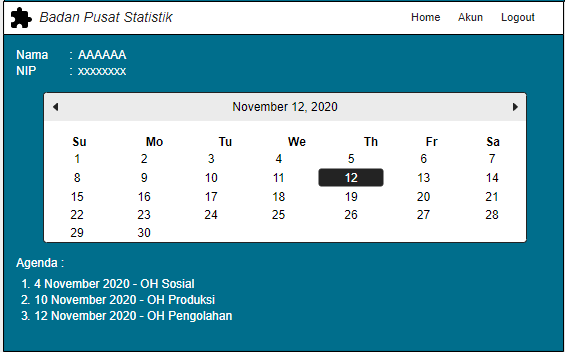 Badan Pusat Statistik Home Akun Logout
Nama : AAAAAA
NIP : xxxxxxxx
November 12, 2020
Su Mo Tu We Th Fr Sa
1 2 3 4 5 6 7
8 9 10 11 12 13 14
15 16 17 18 19 20 21
22 23 24 25 26 27 28
29 30
Agenda :
1. 4 November 2020 - OH Sosial
2. 10 November 2020 - OH Produksi
3. 12 November 2020 - OH Pengolahan